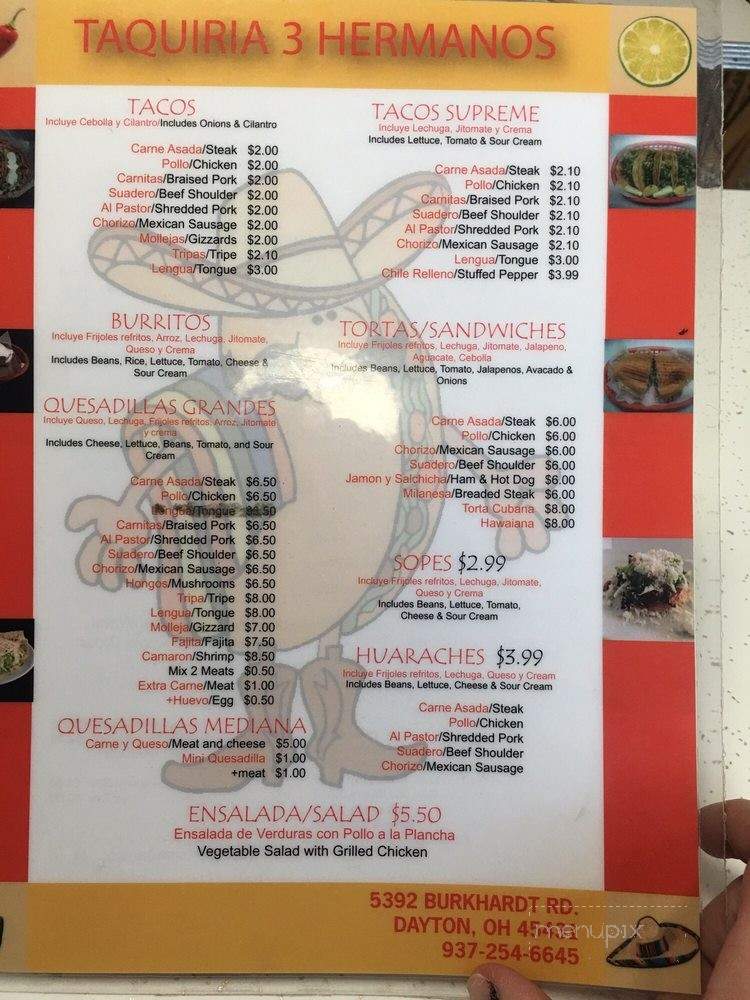 TAQUIRIA 3 HERMANOS
TACOS
Incluye Cebolla y Cilantro/Includes Onions & Cilantro
Carne Asada/Steak $2.00
Pollo/Chicken $2.00
Carnitas/Braised Pork $2.00
Suadero/Beef Shoulder $2.00
Al Pastor/Shredded Pork $2.00
Chorizo/Mexican Sausage $2.00
Mollejas/Gizzards $2.00
Tripas/Tripe $2.10
Lengua/Tongue $3.00
BURRITOS
Incluye Frijoles refritos, Arroz, Lechuga, Jitomate,
Queso y Crema
Includes Beans, Rice, Lettuce, Tomato, Cheese &
Sour Cream
QUESADILLAS GRANDES
Incluye Queso, Lechuga, Frijoles refritos, Arroz, Jitomate
y crema
Includes Cheese, Lettuce, Beans, Tomato, and Sour
Cream
Carne Asada/Steak $6.50
Pollo/Chicken $6.50
Lengua/Tongue $6.50
Carnitas/Braised Pork $6.50
Al Pastor/Shredded Pork $6.50
Suadero/Beef Shoulder $6.50
Chorizo/Mexican Sausage $6.50
Hongos/Mushrooms $6.50
Tripa/Tripe $8.00
Lengua/Tongue $8.00
Molleja/Gizzard $7.00
Fajita/Fajita $7.50
Camaron/Shrimp $8.50
Mix 2 Meats $0.50
Extra Carne/Meat $1.00
+Huevo/Egg $0.50
QUESADILLAS MEDIANA
Carne y Queso/Meat and cheese $5.00
Mini Quesadilla $1.00
+meat $1.00
TACOS SUPREME
Incluye Lechuga, Jitomate y Crema
Includes Lettuce, Tomato & Sour Cream
Carne Asada/Steak $2.10
Pollo/Chicken $2.10
Carnitas/Braised Pork $2.10
Suadero/Beef Shoulder $2.10
Al Pastor/Shredded Pork $2.10
Chorizo/Mexican Sausage $2.10
Lengua/Tongue $3.00
Chile Relleno/Stuffed Pepper $3.99
TORTAS/SANDWICHES
Incluye Frijoles refritos, Lechuga, Jitomate, Jalapeno,
Aguacate, Cebolla
Includes Beans, Lettuce, Tomato, Jalapenos, Avacado &
Onions
Carne Asada/Steak $6.00
Pollo/Chicken $6.00
Chorizo/Mexican Sausage $6.00
Suadero/Beef Shoulder $6.00
Jamon y Salchicha/Ham & Hot Dog $6.00
Milanesa/Breaded Steak $6.00
Torta Cubana $8.00
Hawaiana $8.00
SOPES $2.99
Incluye Frijoles refritos, Lechuga, Jitomate,
Queso y Crema
Includes Beans, Lettuce, Tomato,
Cheese & Sour Cream
HUARACHES $3.99
Incluye Frijoles refritos, Lechuga, Queso y Cream
Includes Beans, Lettuce, Cheese & Sour Cream
Carne Asada/Steak
Pollo/Chicken
Al Pastor/Shredded Pork
Suadero/Beef Shoulder
Chorizo/Mexican Sausage
ENSALADA/SALAD $5.50
Ensalada de Verduras con Pollo a la Plancha
Vegetable Salad with Grilled Chicken
5392 BURKHARDT RD.
DAYTON, OH 45431
937-254-6645
menupix